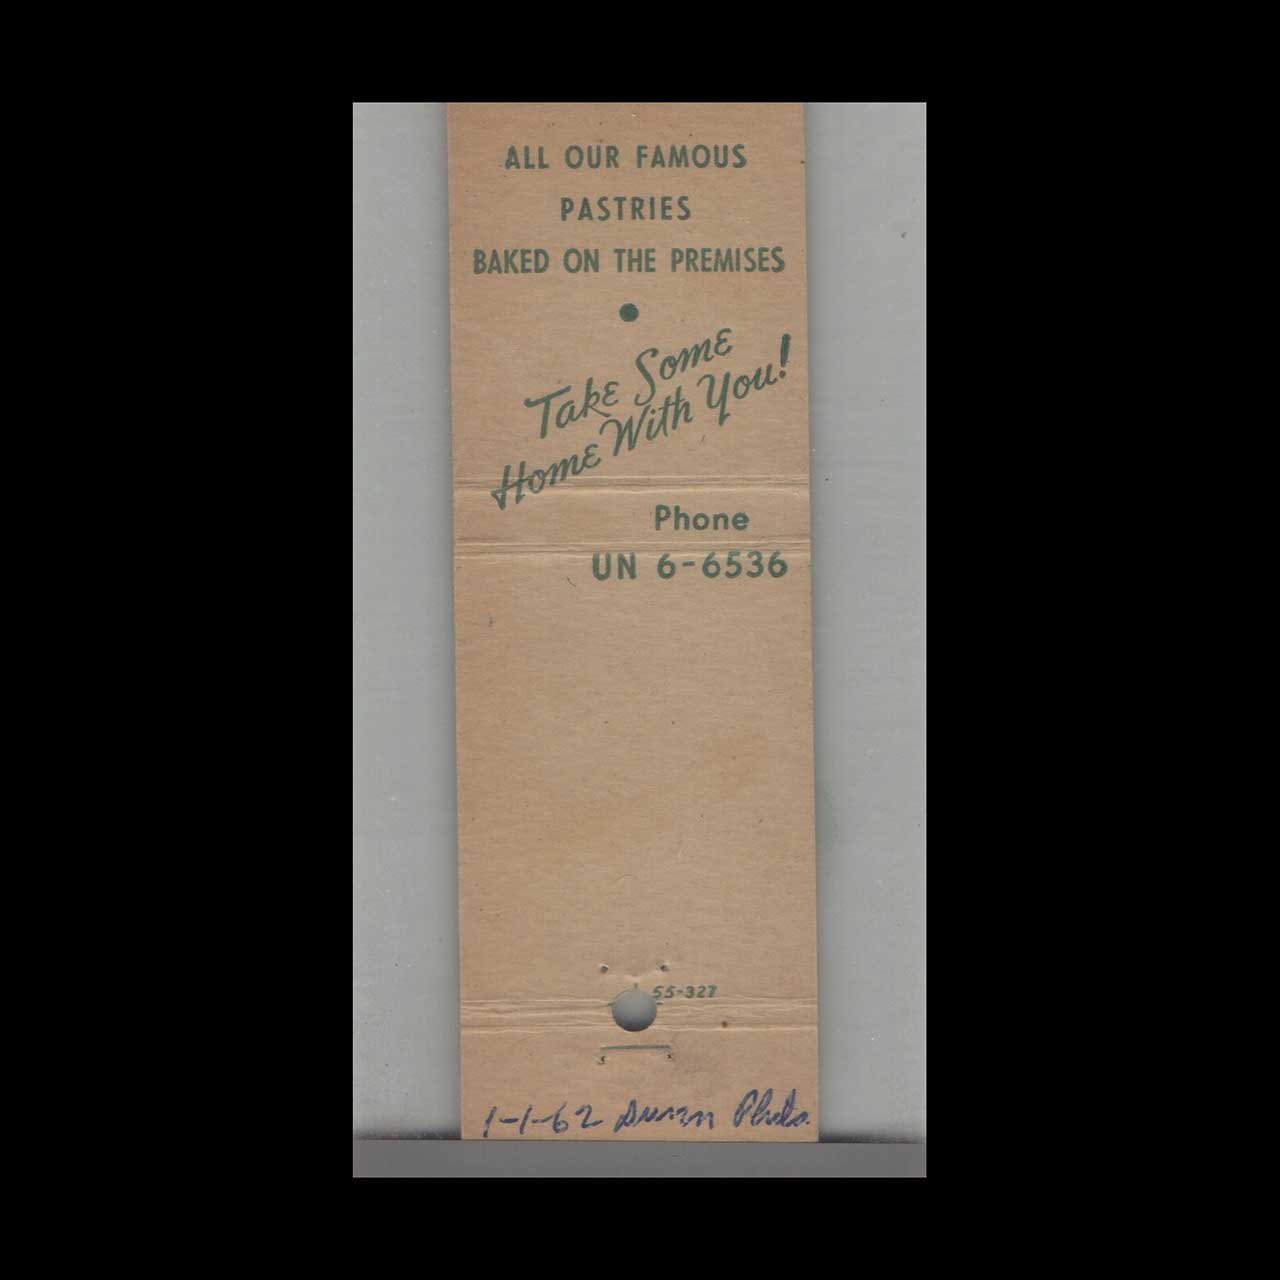 ALL OUR FAMOUS
PASTRIES
BAKED ON THE PREMISES
Take Some
Home With You!
Phone
UN 6-6536
55-327
1-1-62